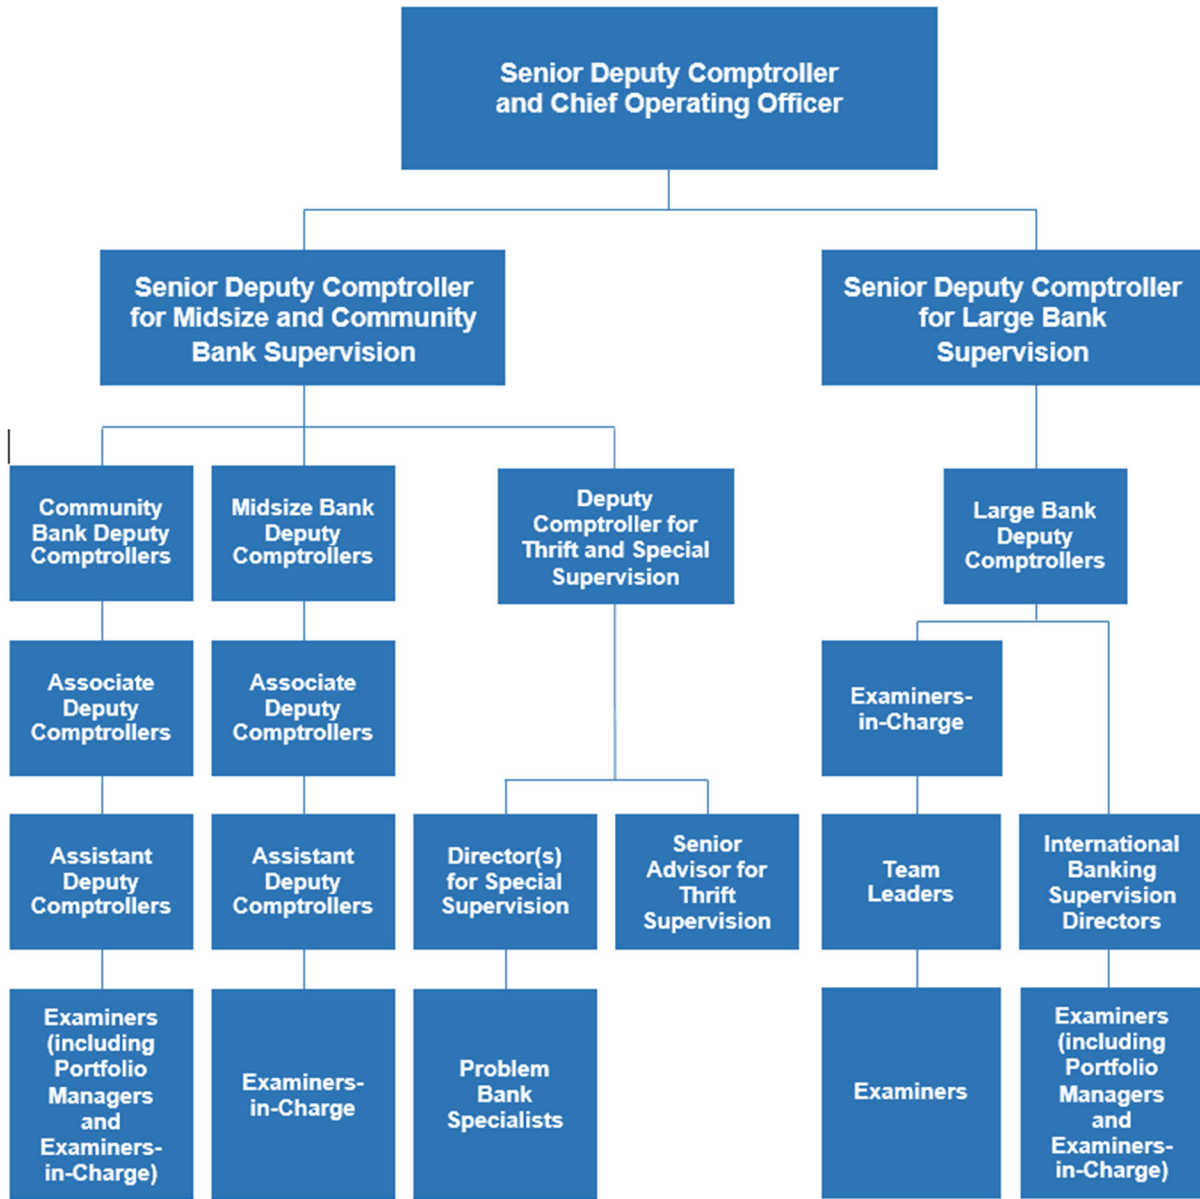 Senior Deputy Comptroller
and Chief Operating Officer
Senior Deputy Comptroller
for Midsize and Community
Bank Supervision
Senior Deputy Comptroller
for Large Bank
Supervision
Community
Bank Deputy
Comptrollers
Midsize Bank
Deputy
Comptrollers
Deputy
Comptroller for
Thrift and Special
Supervision
Large Bank
Deputy
Comptrollers
Associate
Deputy
Comptrollers
Associate
Deputy
Comptrollers
Examiners-
in-Charge
Assistant
Deputy
Comptrollers
Assistant
Deputy
Comptrollers
Director(s)
for Special
Supervision
Senior
Advisor for
Thrift
Supervision
Team
Leaders
International
Banking
Supervision
Directors
Examiners
(including
Portfolio
Managers
and
Examiners-
in-Charge)
Examiners-
in-Charge
Problem
Bank
Specialists
Examiners
Examiners
(including
Portfolio
Managers
and
Examiners-
in-Charge)